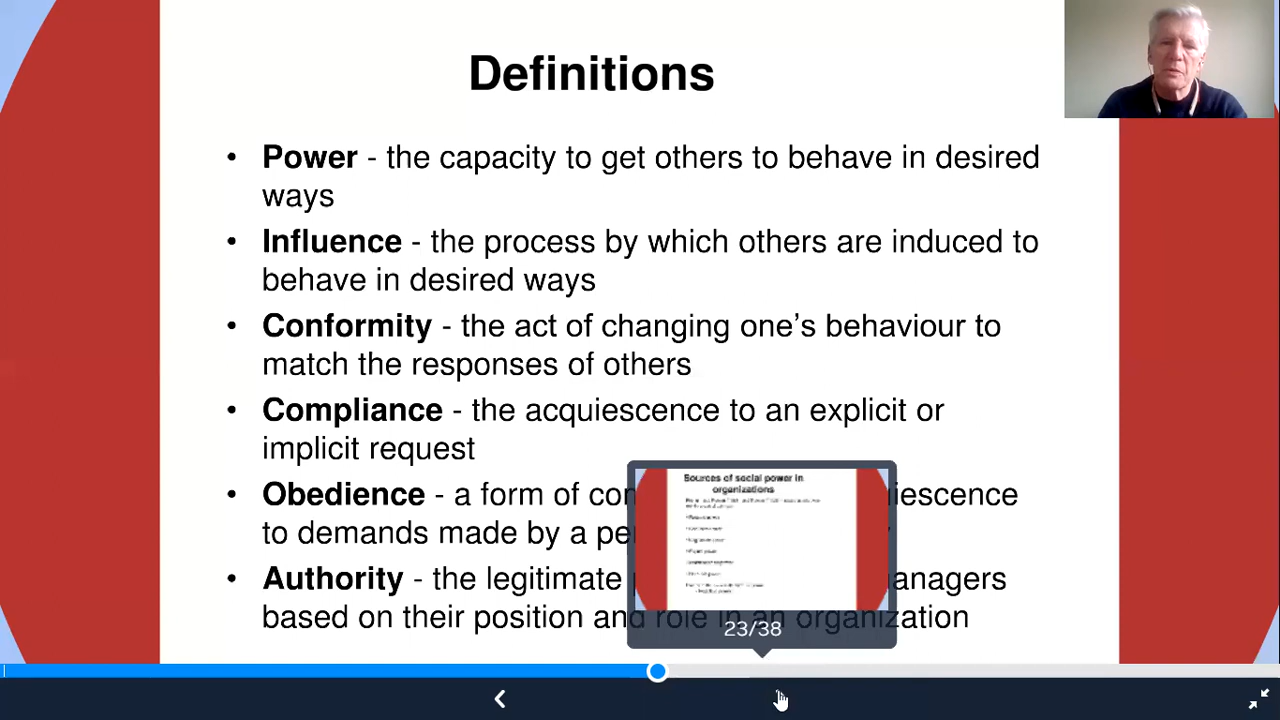 Definitions
• Power - the capacity to get others to behave in desired
ways
• Influence - the process by which others are induced to
behave in desired ways
• Conformity - the act of changing one’s behaviour to
match the responses of others
• Compliance - the acquiescence to an explicit or
implicit request
• Obedience - a form of
iescence
to demands made by a
• Authority - the legitimate
anagers
based on their position and role in an organization
Sources of social power in
organizations
23/38